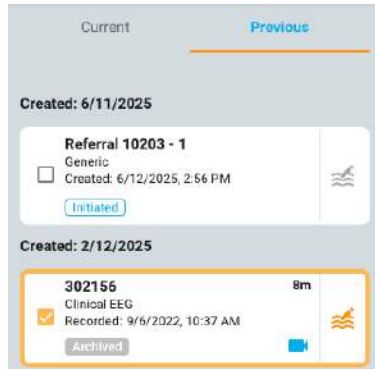 Current Previous
Created: 6/11/2025
Referral 10203 - 1
Generic
Created: 6/12/2025, 2:56 PM
Initiated
Created: 2/12/2025
302156 8m
Clinical EEG
Recorded: 9/6/2022, 10:37 AM
Archived